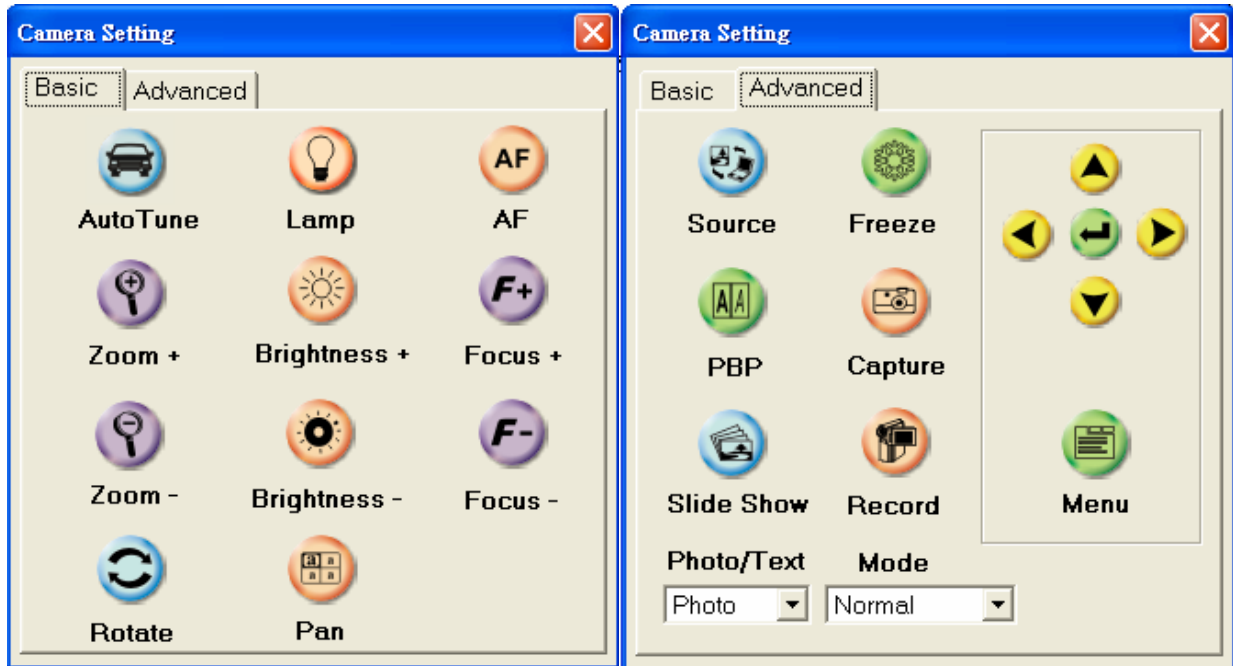 Camera Setting
Basic Advanced
AutoTune Lamp AF
AF
Zoom + Brightness + Focus +
F+
Zoom - Brightness - Focus -
F-
Rotate Pan
a a
a a
Camera Setting
Basic Advanced
Source Freeze
AA
PBP Capture
Slide Show Record Menu
Photo/Text Mode
Photo Normal